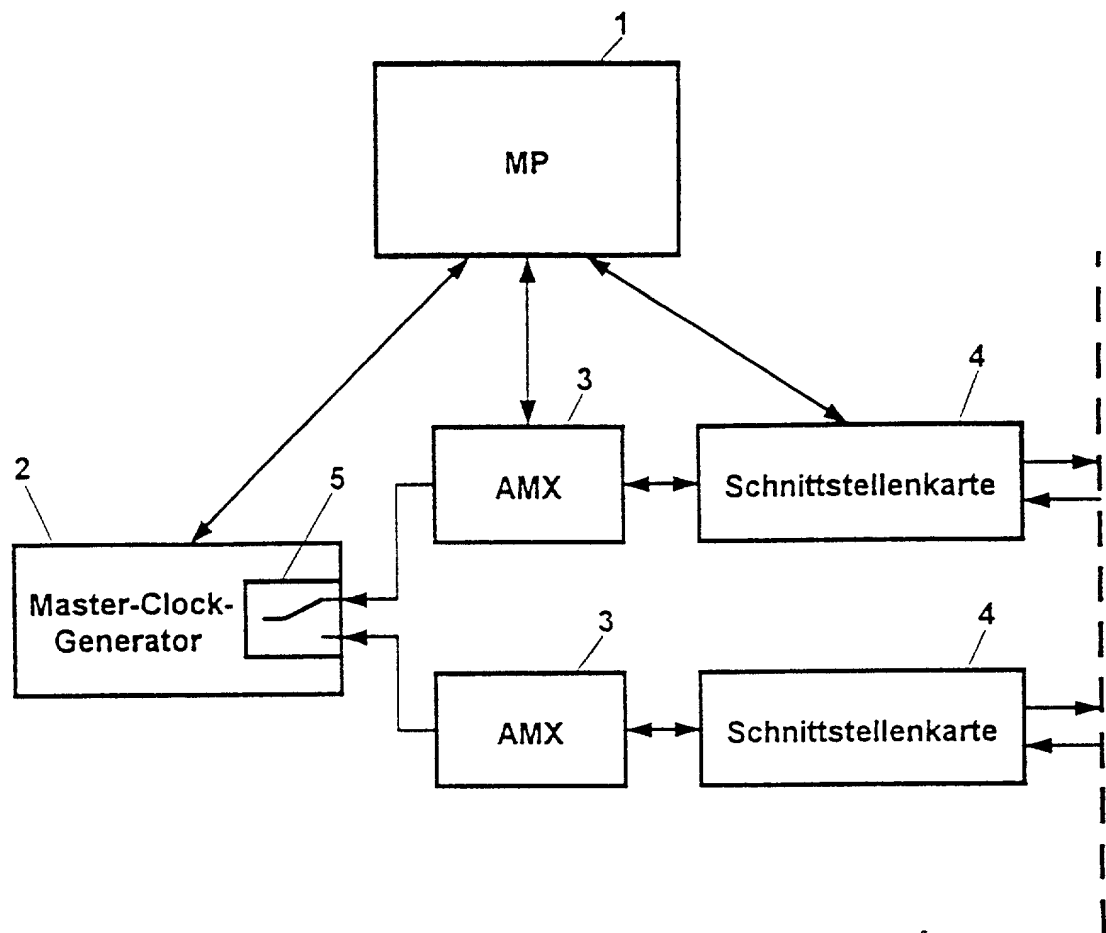 1
MP
4
3
2
5
AMX
Schnittstellenkarte
Master-Clock-
Generator
3
4
AMX
Schnittstellenkarte